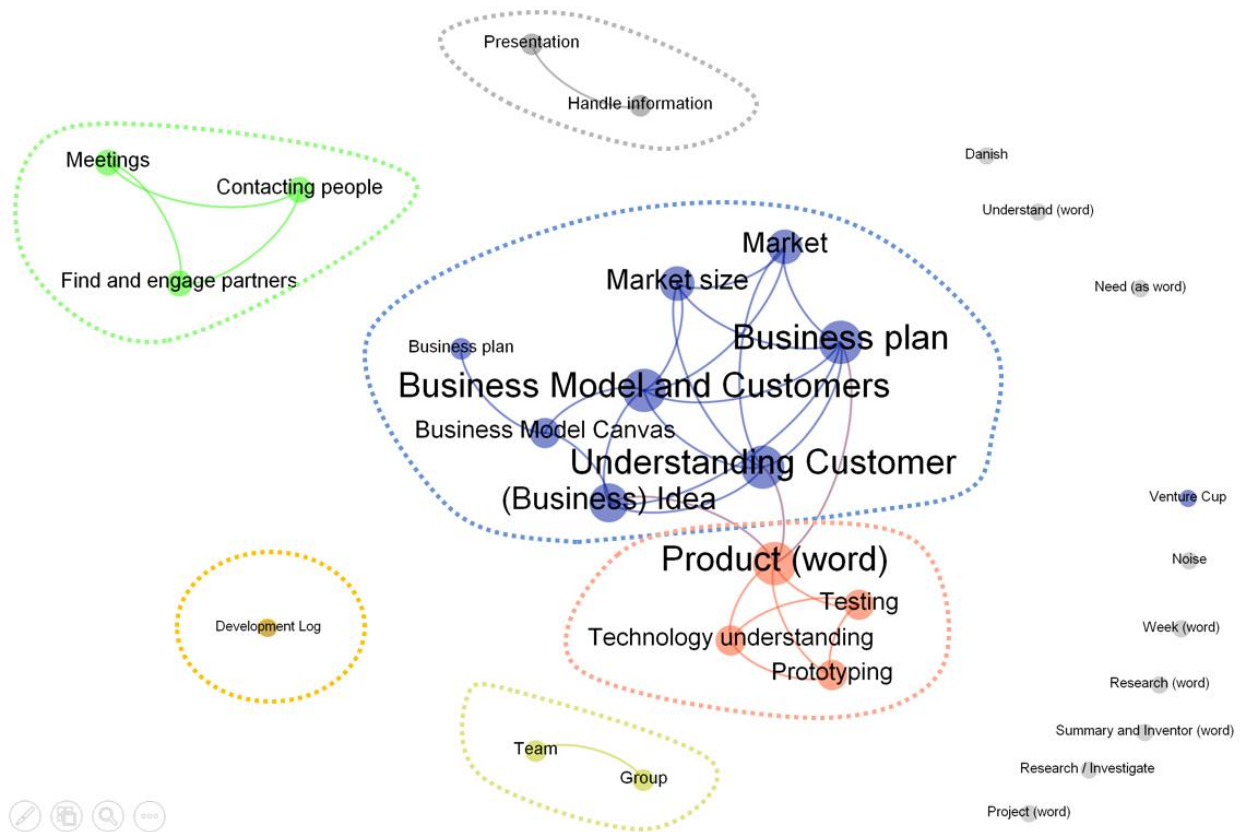 Presentation
Handle information
Meetings
Contacting people
Find and engage partners
Market
Market size
Business plan
Business plan
Business Model and Customers
Business Model Canvas
Understanding Customer
(Business) Idea
Product (word)
Testing
Technology understanding
Prototyping
Development Log
Team
Group
Danish
Understand (word)
Need (as word)
Venture Cup
Noise
Week (word)
Research (word)
Summary and Inventor (word)
Research / Investigate
Project (word)